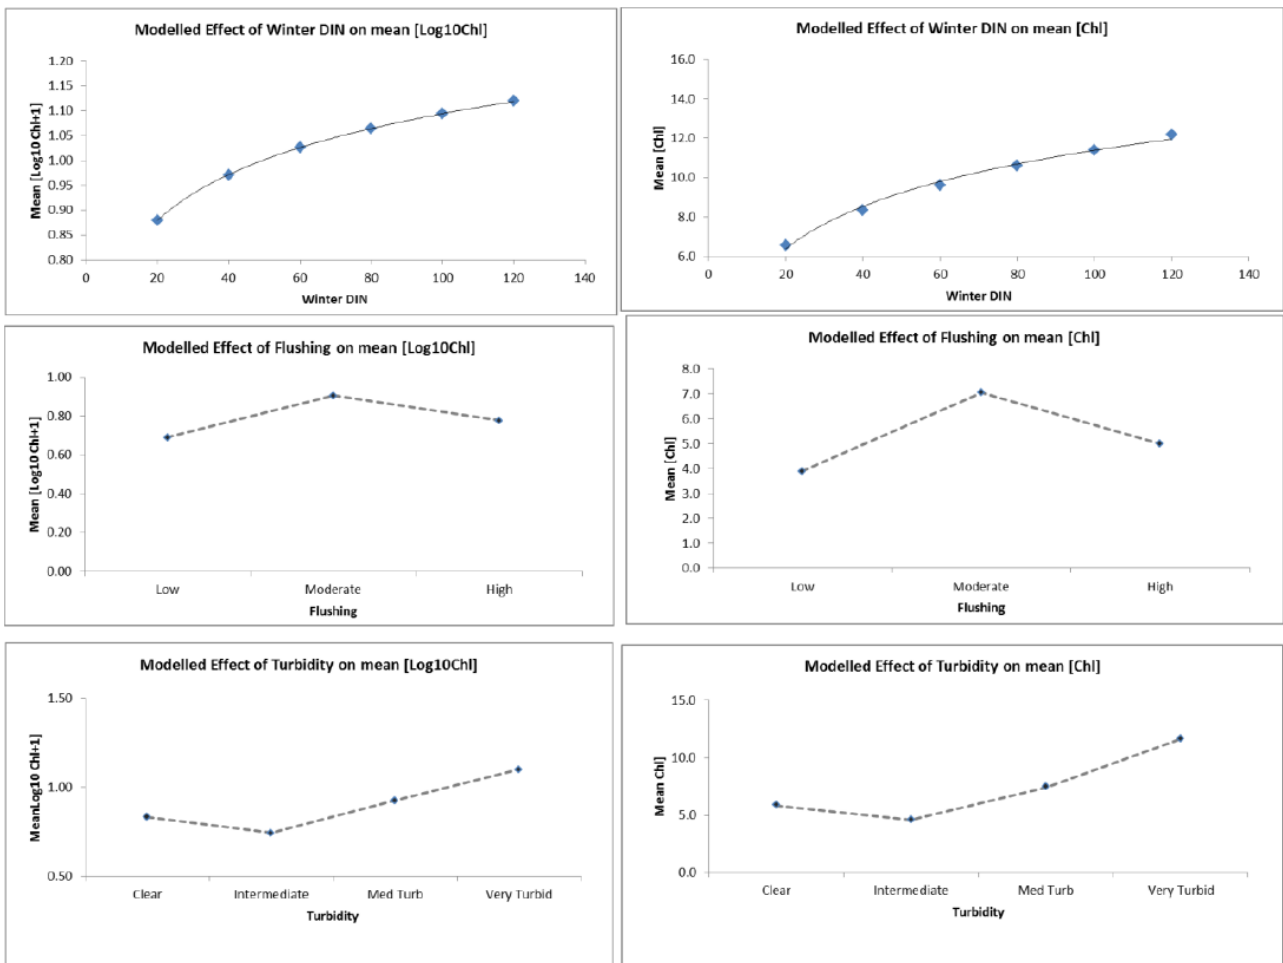 Modelled Effect of Winter DIN on mean [Log10Chl]
Mean [Log10 Chl+1]
1.20
1.15
1.10
1.05
1.00
0.95
0.90
0.85
0.80
0 20 40 60 80 100 120 140
Winter DIN
Modelled Effect of Winter DIN on mean [Chl]
Mean [Chl]
16.0
14.0
12.0
10.0
8.0
6.0
0 20 40 60 80 100 120 140
Winter DIN
Modelled Effect of Flushing on mean [Log10Chl]
Mean [Log10 Chl+1]
1.00
0.80
0.60
0.40
0.20
0.00
Low Moderate High
Flushing
Modelled Effect of Flushing on mean [Chl]
Mean [Chl]
8.0
7.0
6.0
5.0
4.0
3.0
2.0
1.0
0.0
Low Moderate High
Flushing
Modelled Effect of Turbidity on mean [Log10Chl]
MeanLog10 Chl+1]
1.50
1.00
0.50
Clear Intermediate Med Turb Very Turbid
Turbidity
Modelled Effect of Turbidity on mean [Chl]
Mean Chl]
15.0
10.0
5.0
0.0
Clear Intermediate Med Turb Very Turbid
Turbidity